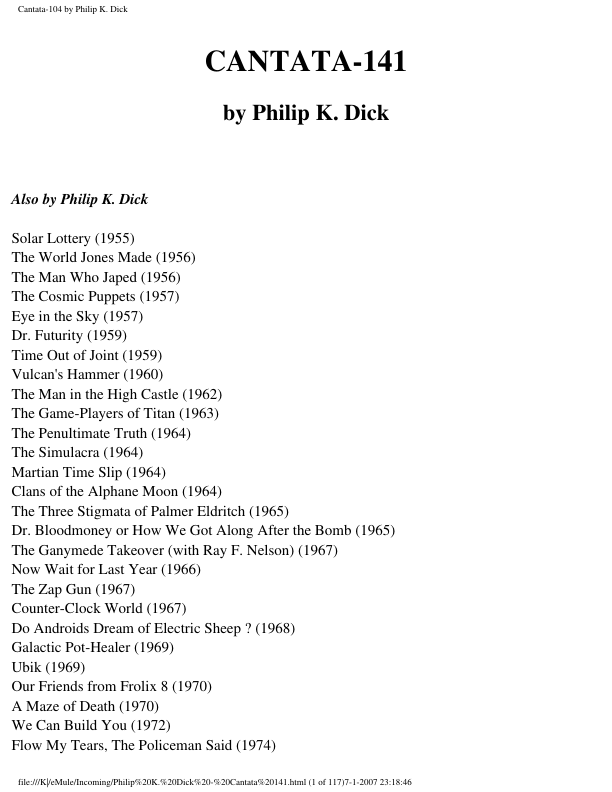 Cantata-104 by Philip K. Dick
CANTATA-141
by Philip K. Dick
Also by Philip K. Dick
Solar Lottery (1955)
The World Jones Made (1956)
The Man Who Japed (1956)
The Cosmic Puppets (1957)
Eye in the Sky (1957)
Dr. Futurity (1959)
Time Out of Joint (1959)
Vulcan's Hammer (1960)
The Man in the High Castle (1962)
The Game-Players of Titan (1963)
The Penultimate Truth (1964)
The Simulacra (1964)
Martian Time Slip (1964)
Clans of the Alphane Moon (1964)
The Three Stigmata of Palmer Eldritch (1965)
Dr. Bloodmoney or How We Got Along After the Bomb (1965)
The Ganymede Takeover (with Ray F. Nelson) (1967)
Now Wait for Last Year (1966)
The Zap Gun (1967)
Counter-Clock World (1967)
Do Androids Dream of Electric Sheep ? (1968)
Galactic Pot-Healer (1969)
Ubik (1969)
Our Friends from Frolix 8 (1970)
A Maze of Death (1970)
We Can Build You (1972)
Flow My Tears, The Policeman Said (1974)
file:///K|/eMule/Incoming/Philip%20K.%20Dick%20-%20Cantata%20141.html (1 of 117)7-1-2007 23:18:46